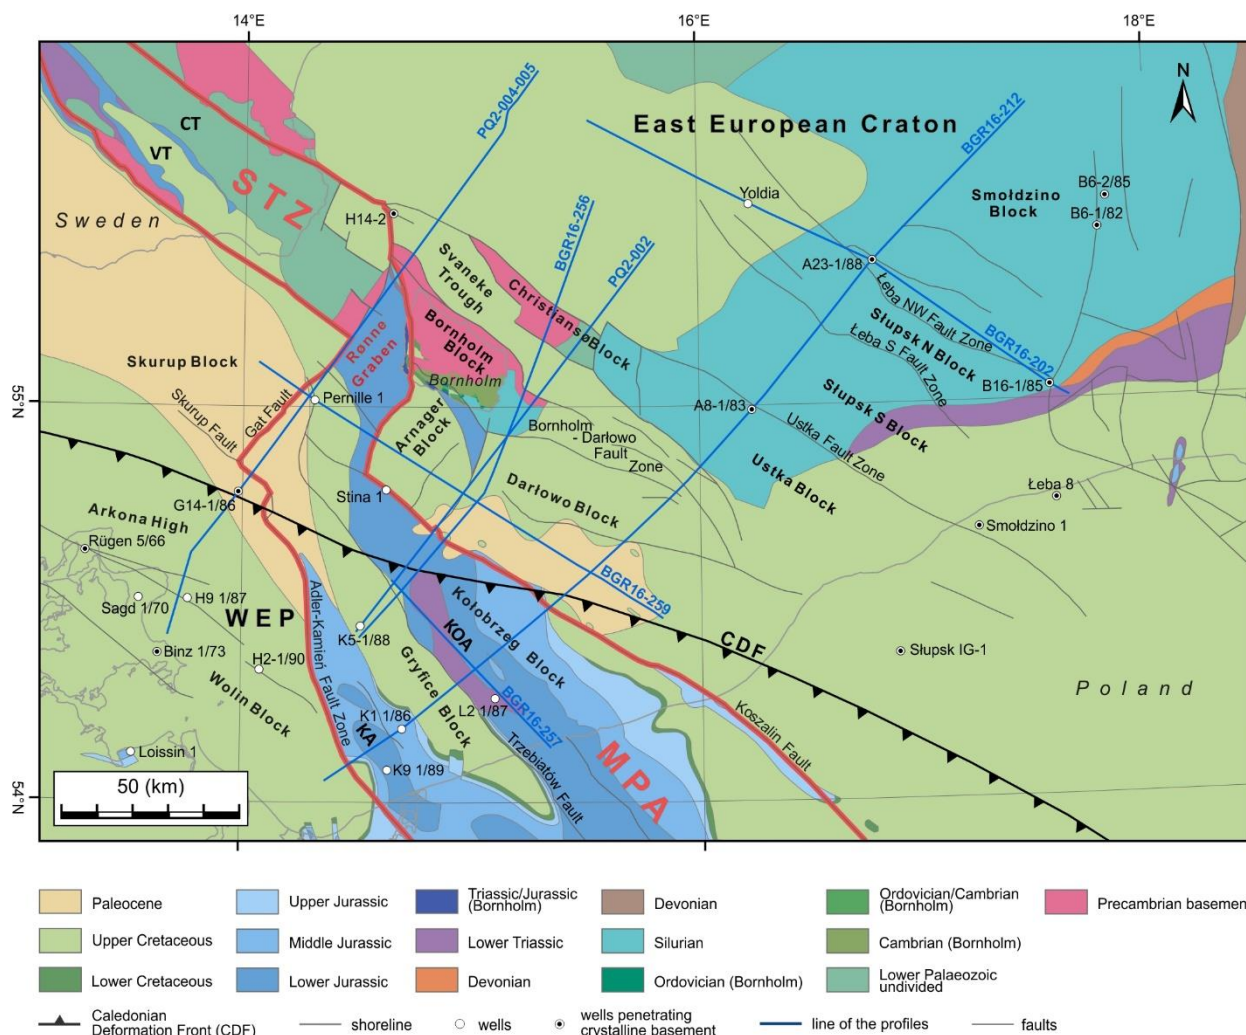 14°E
16°E
18°E
N
55°N
54°N
East European Craton
PQ2-004-005
BGR16-256
PQ2-002
BGR16-212
CT
VT
STZ
Sweden
H14-2
Yoldia
Smołdzino
Block
B6-2/85
B6-1/82
A23-1/88
Svaneke
Trough
Christiansø Block
Łeba NW Fault Zone
Słupsk N Block
Łeba S Fault Zone
BGR16-202
B16-1/85
Rønne
Graben
Bornholm
Block
Bornholm
Skurup Block
Skurup Fault
Gat Fault
Pernille 1
Arnager
Block
A8-1/83
Słupsk S Block
Ustka Fault Zone
Ustka Block
Bornholm
- Darłowo
Fault
Zone
Darłowo Block
Stina 1
G14-1/86
Łeba 8
Smołdzino 1
Arkona High
Rügen 5/66
Sagd 1/70
H9 1/87
WEP
Binz 1/73
H2-1/90
Wolin Block
Loissin 1
Adler-Kamień Fault Zone
K5-1/88
Gryfice Block
KOA
Kołobrzeg Block
BGR16-259
CDF
Słupsk IG-1
Poland
K1 1/86
KA
K9 1/89
L2 1/87
BGR16-257
Trzebiatów Fault
MPA
Koszalin Fault
50 (km)
Paleocene
Upper Jurassic
Triassic/Jurassic
(Bornholm)
Devonian
Ordovician/Cambrian
(Bornholm)
Precambrian basement
Upper Cretaceous
Middle Jurassic
Lower Triassic
Silurian
Cambrian (Bornholm)
Lower Cretaceous
Lower Jurassic
Devonian
Ordovician (Bornholm)
Lower Palaeozoic
undivided
Caledonian
Deformation Front (CDF)
shoreline
wells
wells penetrating
crystalline basement
line of the profiles
faults